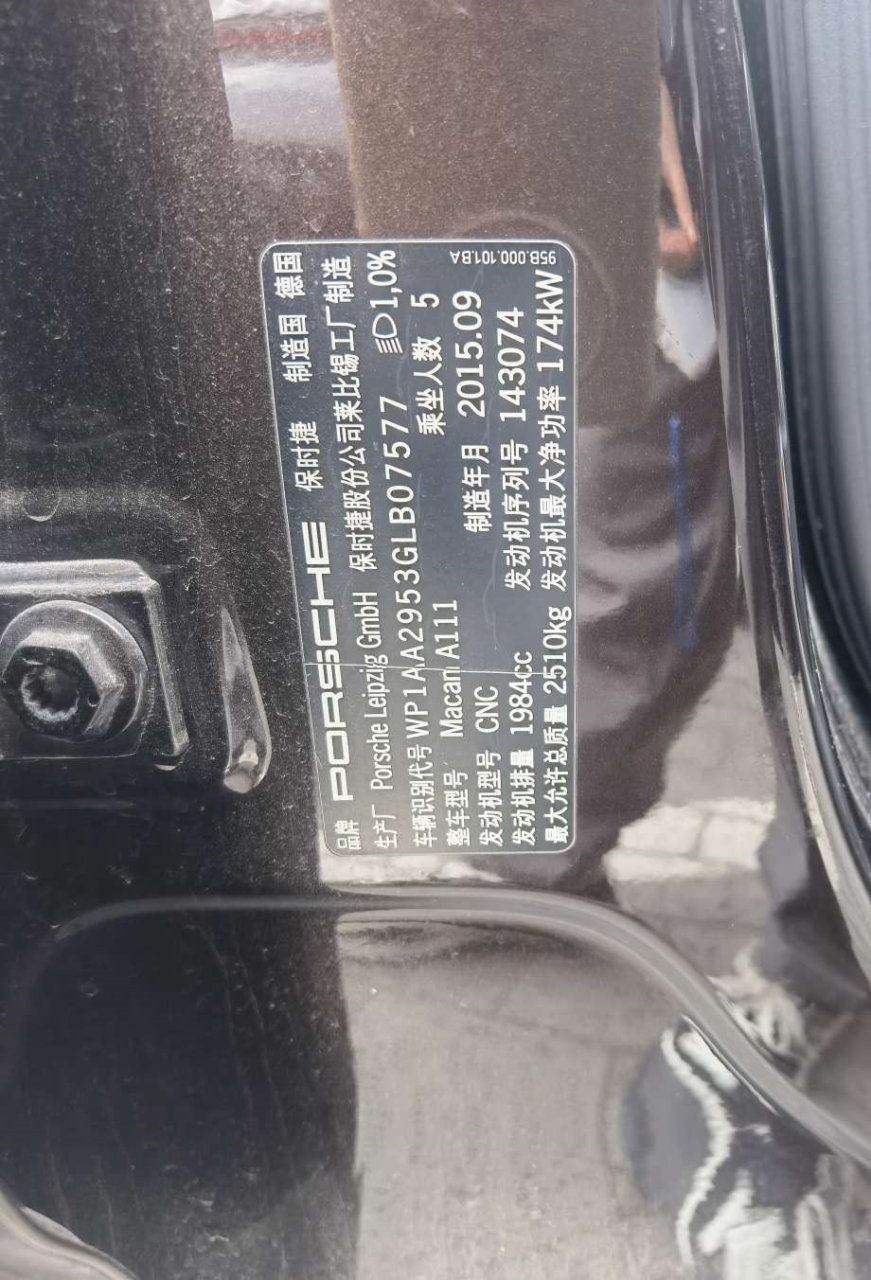 品牌 PORSCHE 保时捷 制造国 德国
生产厂 Porsche Leipzig GmbH 保时捷股份公司莱比锡工厂制造
车辆识别代号 WP1AA2953GLB07577 1,0%
整车型号 Macan A111 乘坐人数 5
发动机型号 CNC 制造年月 2015.09
发动机排量 1984cc 发动机序列号 143074
最大允许总质量 2510kg 发动机最大净功率 174kW
95B.000.101.BA